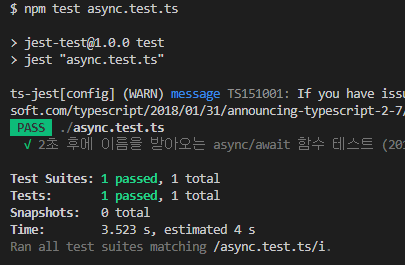 $ npm test async.test.ts
> jest-test@1.0.0 test
> jest "async.test.ts"
ts-jest[config] (WARN) message TS151001: If you have issu
soft.com/typescript/2018/01/31/announcing-typescript-2-7/
PASS ./async.test.ts
√ 2초 후에 이름을 받아오는 async/await 함수 테스트 (201
Test Suites: 1 passed, 1 total
Tests: 1 passed, 1 total
Snapshots: 0 total
Time: 3.523 s, estimated 4 s
Ran all test suites matching /async.test.ts/i.